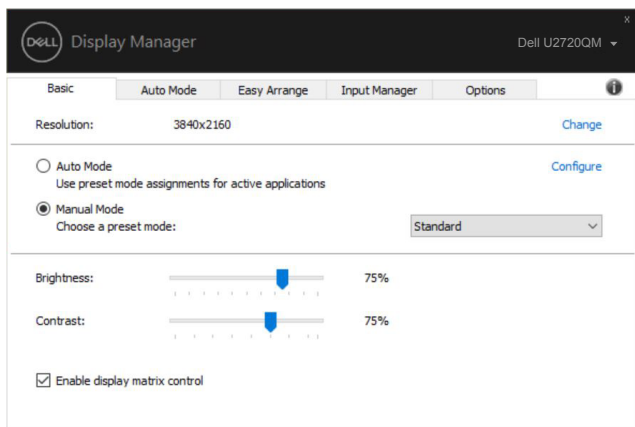 x
DELL Display Manager Dell U2720QM
Basic Auto Mode Easy Arrange Input Manager Options i
Resolution: 3840x2160 Change
Auto Mode Configure
Use preset mode assignments for active applications
Manual Mode
Choose a preset mode: Standard
Brightness: 75%
Contrast: 75%
Enable display matrix control